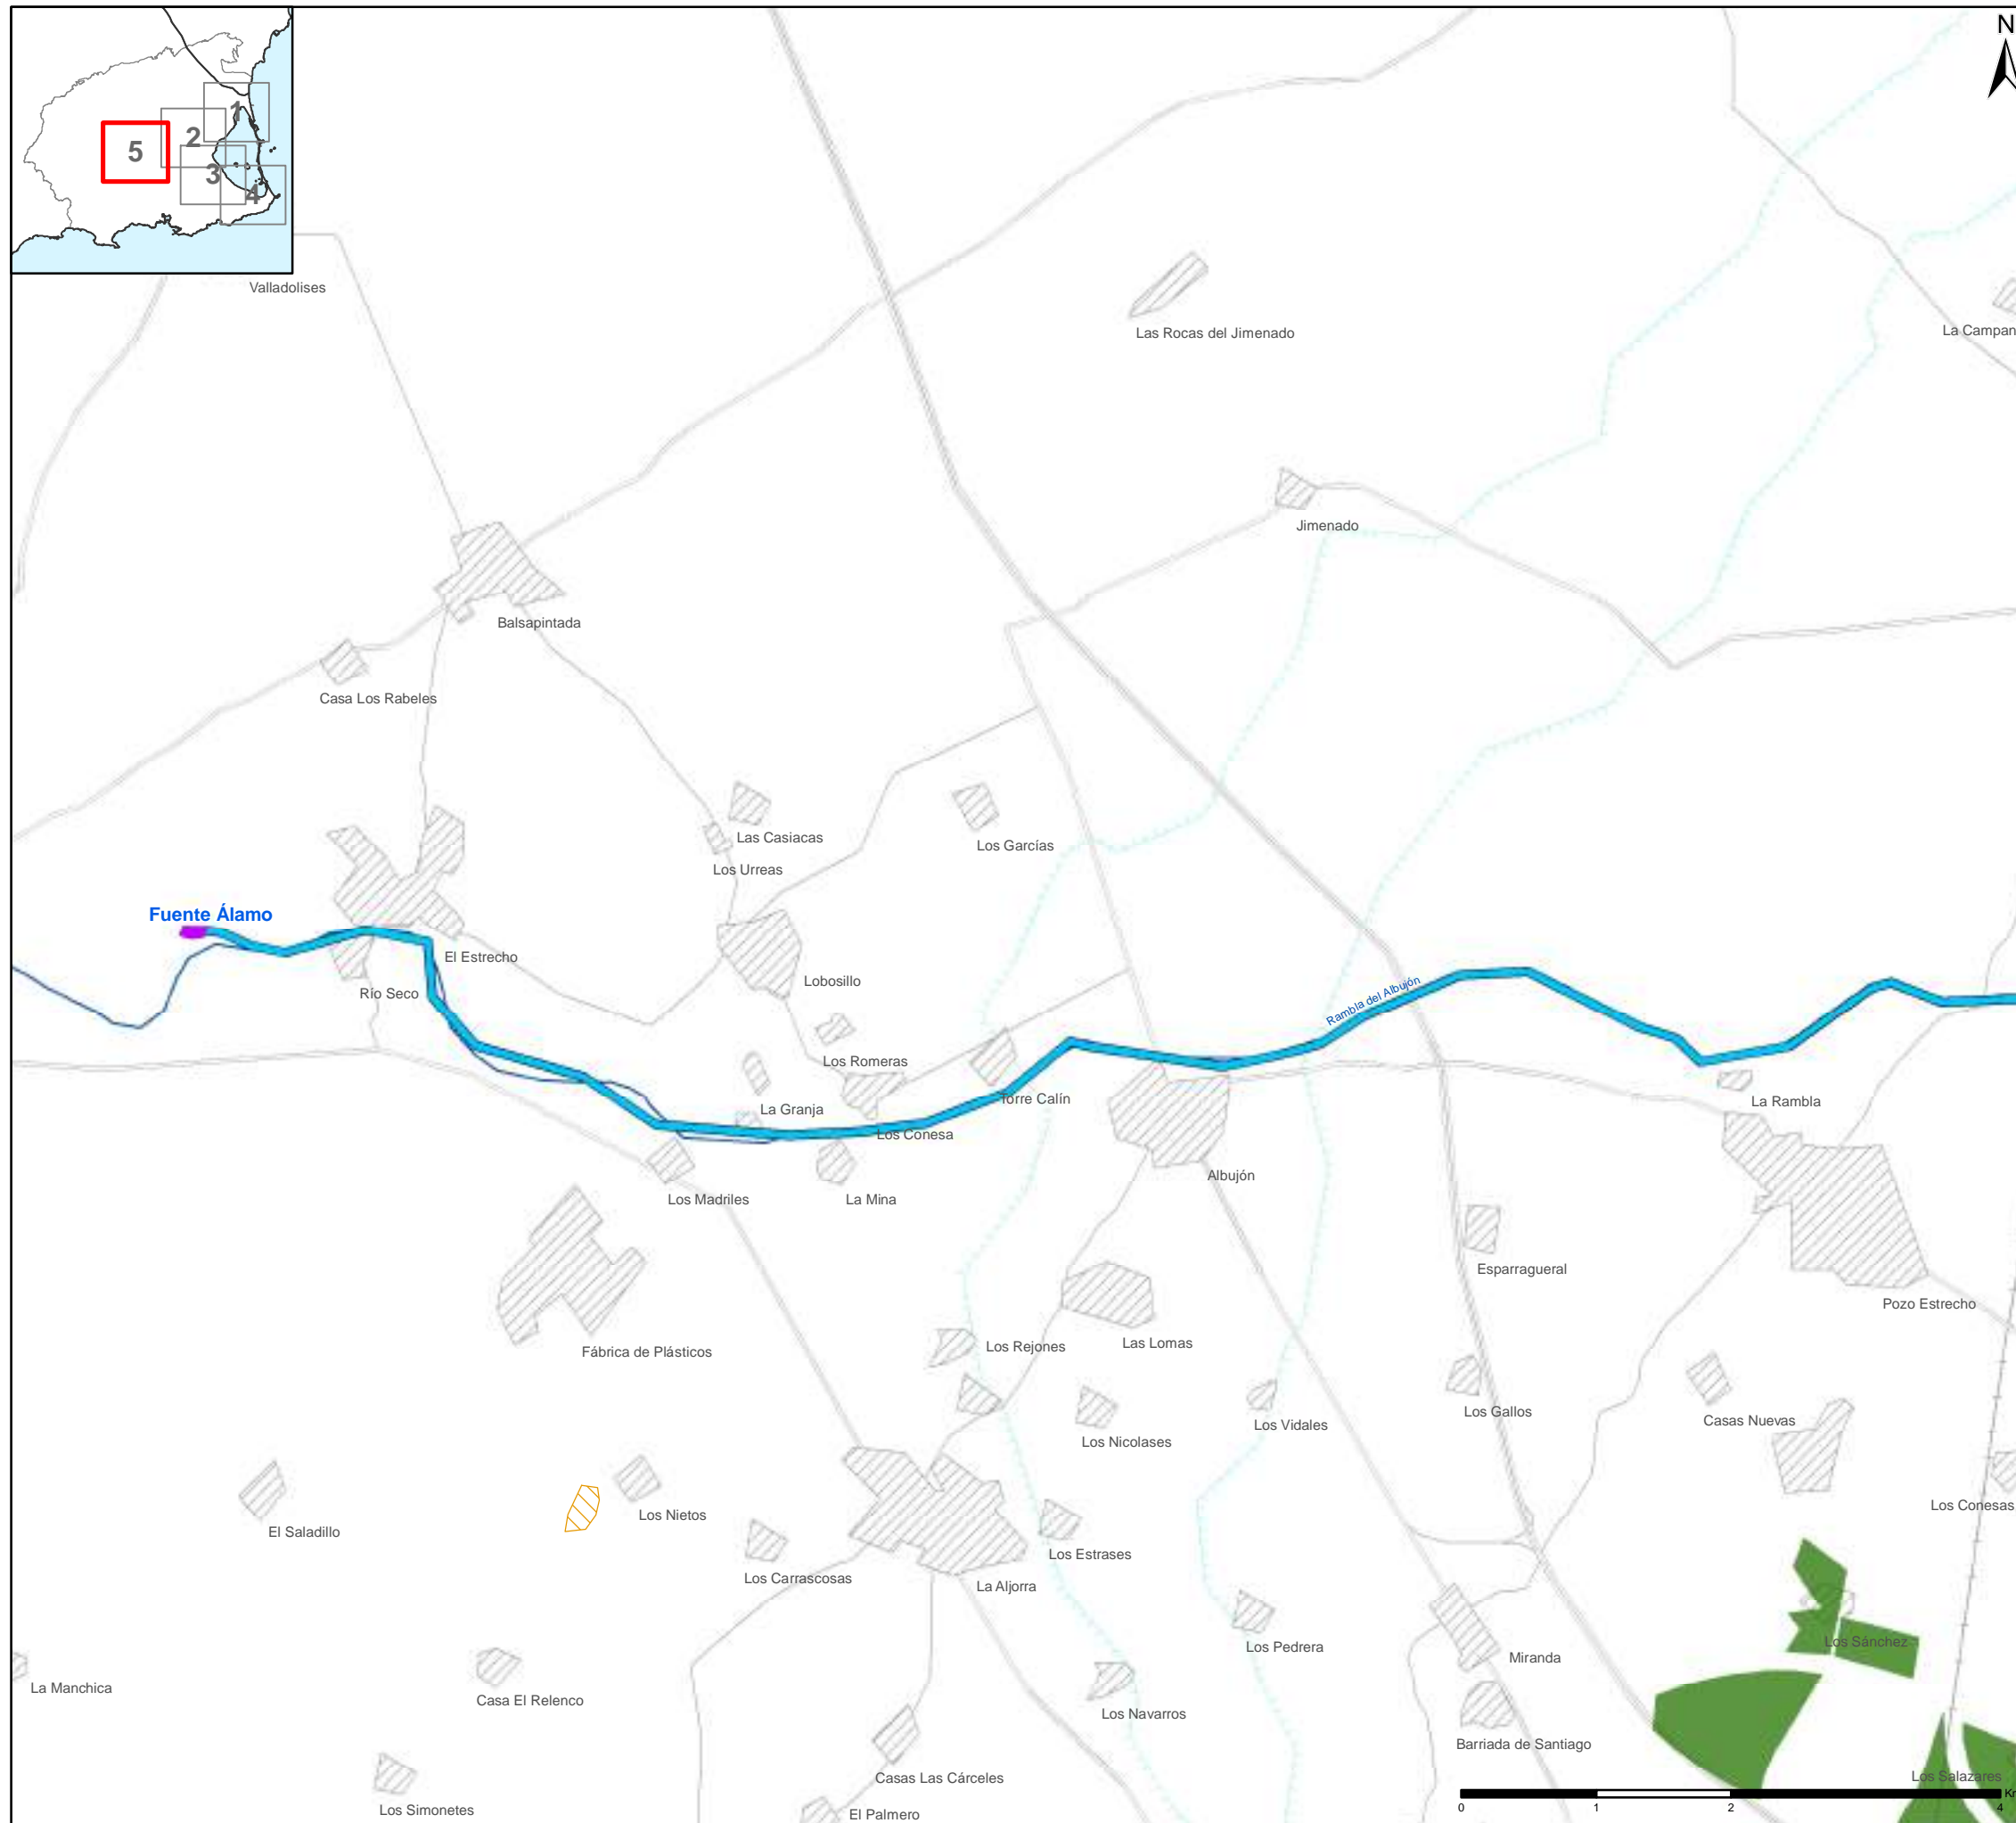 N
1
2
5
3
4
Valladolises
Las Rocas del Jimenado
La Campan
Jimenado
Balsapintada
Casa Los Rabeles
Las Casiacas
Los Garcías
Los Urreas
Fuente Álamo
El Estrecho
Lobosillo
Río Seco
Rambla del Albujón
Los Romeras
Torre Calín
La Rambla
La Granja
Los Conesa
Albujón
Los Madriles
La Mina
Esparragueral
Pozo Estrecho
Fábrica de Plásticos
Los Rejones
Las Lomas
Los Gallos
Casas Nuevas
Los Vidales
Los Nicolases
Los Conesas
Los Nietos
El Saladillo
Los Estrases
Los Carrascosas
La Aljorra
Los Sánchez
Los Pedrera
Miranda
La Manchica
Casa El Relenco
Los Navarros
Barriada de Santiago
Casas Las Cárceles
Los Salazares
Los Simonetes
El Palmero
0 1 2 4